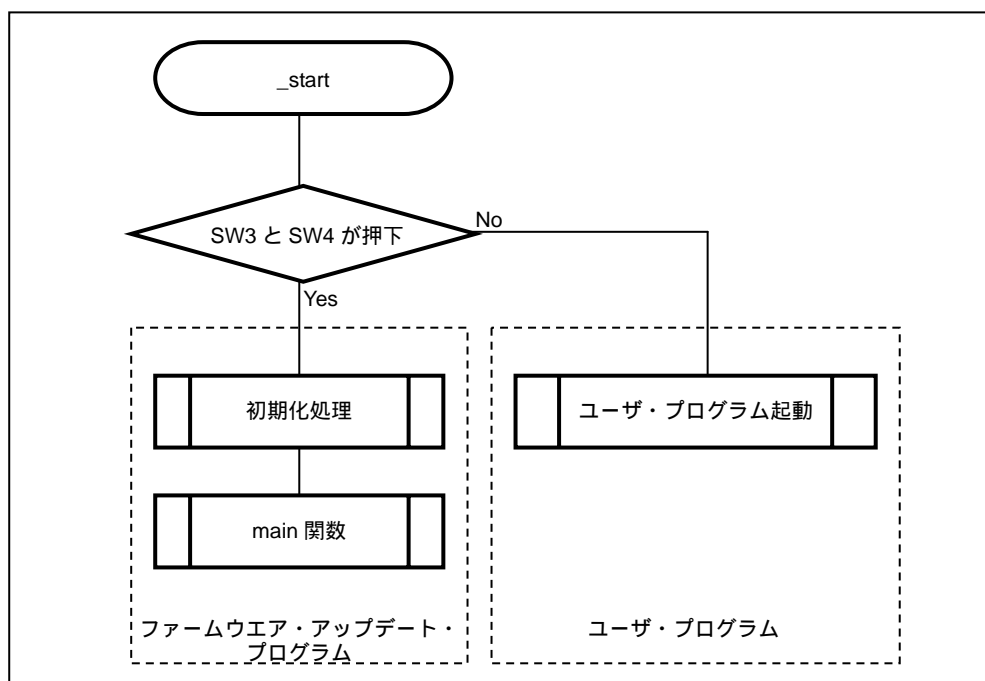 _start
SW3 と SW4 が押下
No
Yes
初期化処理
ユーザ・プログラム起動
main 関数
ファームウエア・アップデート・
プログラム
ユーザ・プログラム